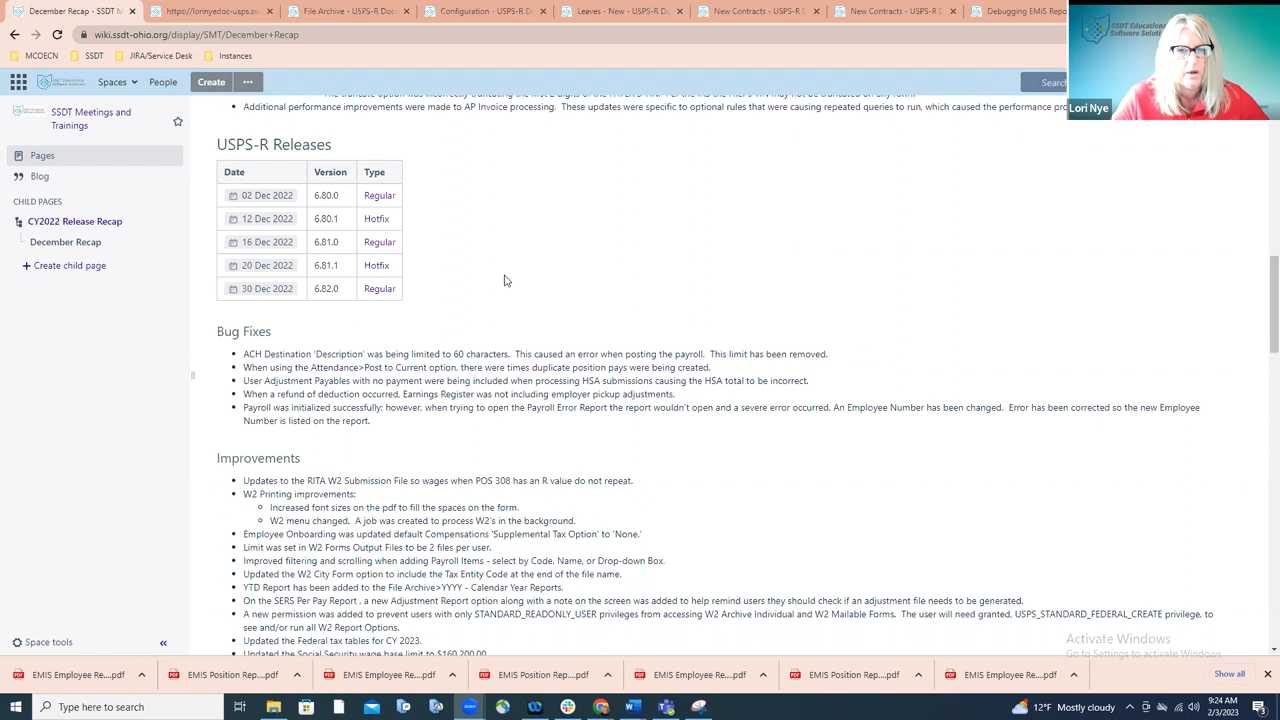 December Recap - SSDT M
https://lorinyedocs-usps.d
File Archive - USPS-R Doc
Configuration - USPS-R D
Leaves - New Contracts
New Contracts - USPS-R D
New Contracts - USPS-R D
Debugging EMIS Repor
wiki.ssdt-ohio.org/display/SMT/December+Recap
MCOECN
SSDT
JIRA/Service Desk
Instances
SSDT Educational
Software Solutions
Spaces
People
Create
Search
Lori Nye
SSDT Meetings and
Trainings
Pages
Blog
CHILD PAGES
CY2022 Release Recap
December Recap
+ Create child page
Additional performance improvements were made to AP Invoice processing. These updates were specific to optional rules that were causing repeated queries to run, which caused the performance
USPS-R Releases
Date Version Type
02 Dec 2022 6.80.0 Regular
12 Dec 2022 6.80.1 Hotfix
16 Dec 2022 6.81.0 Regular
20 Dec 2022 6.81.1 Hotfix
30 Dec 2022 6.82.0 Regular
Bug Fixes
ACH Destination 'Description' was being limited to 60 characters. This caused an error when posting the payroll. This limit has been removed.
When using the Attendance>Post to Current option, there were times duplicate position pays were being created.
User Adjustment Payables with no payment were being included when processing HSA submissions causing the HSA total to be incorrect.
When a refund of deduction occurred, Earnings Register was not including employer pickup adjustments.
Payroll was initialized successfully; however, when trying to open the Payroll Error Report the report wouldn't open and a severe error occurred. An Employee Number has been changed. Error has been corrected so the new Employee
Number is listed on the report.
Improvements
Updates to the RITA W2 Submission File so wages when POS 308 has an R value do not repeat.
W2 Printing improvements:
Increased font sizes on the pdf to fill the spaces on the form.
W2 menu changed. A job was created to process W2's in the background.
Employee Onboarding was updated default Compensations 'Supplemental Tax Option' to 'None.'
Limit was set in W2 Forms Output Files to be 2 files per user.
Improved filtering and scrolling when adding Payroll Items - select by Code, Name, or Drop-down Box.
Updated the W2 City Form option to include the Tax Entity Code at the end of the file name.
YTD Report has been added to the File Archive>YYYY - Calendar Year Reports.
On the SERS Per Pay Report , a new Adjustment Report option along with a note on the screen was added to help remind users they should check if an adjustment file needs to be generated.
A new permission was added to prevent users with only STANDARD_READONLY_USER privileges from accessing W2 Archive Individual and W2 Mailable Forms. The user will need granted, USPS_STANDARD_FEDERAL_CREATE privilege, to
see and/or run all W2 Report Options.
Updated the Federal tax tables for CY 2023.
Updated the Social Security wage base limit to $160,200.00
Space tools
Activate Windows
Go to Settings to activate Windows.
EMIS Employee Re....pdf
EMIS Position Rep....pdf
EMIS Employee Re....pdf
EMIS Position Rep....pdf
EMIS Employee Re....pdf
EMIS Position Rep....pdf
EMIS Employee Re....pdf
Show all
Type here to search
12°F Mostly cloudy
9:24 AM
2/3/2023